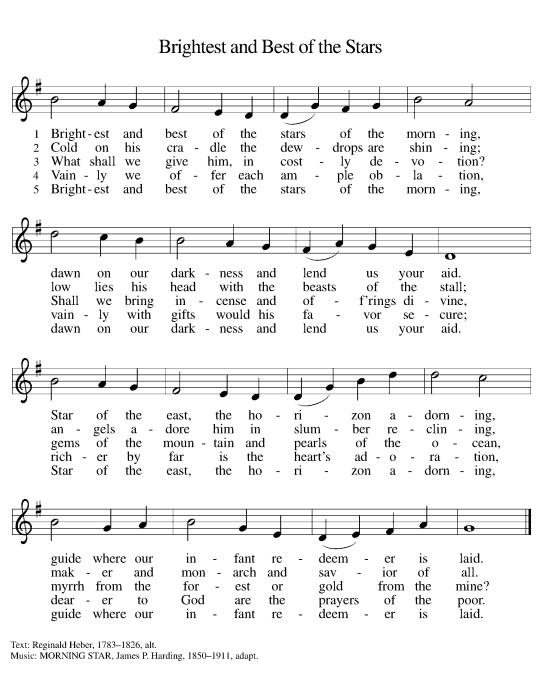 Brightest and Best of the Stars
1 Bright-est and best of the stars of the morn - ing,
2 Cold on his cra - dle the dew - drops are shin - ing;
3 What shall we give him, in cost - ly de - vo - tion?
4 Vain - ly we of - fer each am - ple ob - la - tion,
5 Bright-est and best of the stars of the morn - ing,
dawn on our dark - ness and lend us your aid.
low lies his head with the beasts of the stall;
Shall we bring in - cense and of - f'rings di - vine,
vain - ly with gifts would his fa - vor se - cure;
dawn on our dark - ness and lend us your aid.
Star of the east, the ho - ri - zon a - dorn - ing,
an - gels a - dore him in slum - ber re - clin - ing,
gems of the moun - tain and pearls of the o - cean,
rich - er by far is the heart's ad - o - ra - tion,
Star of the east, the ho - ri - zon a - dorn - ing,
guide where our in - fant re - deem - er is laid.
mak - er and mon - arch and sav - ior of all.
myrrh from the for - est or gold from the mine?
dear - er to God are the prayers of the poor.
guide where our in - fant re - deem - er is laid.
Text: Reginald Heber, 1783–1826, alt.
Music: MORNING STAR, James P. Harding, 1850–1911, adapt.